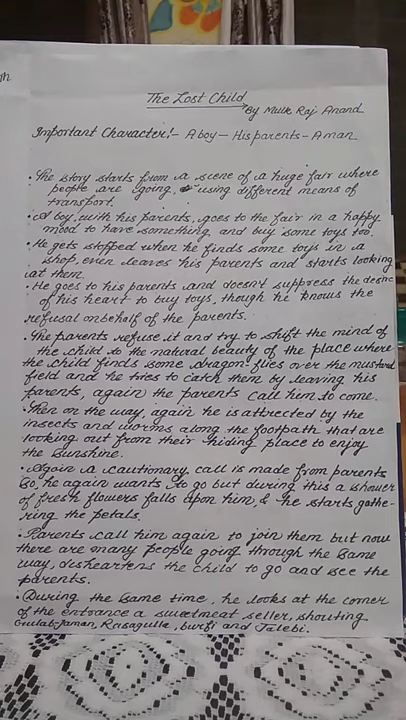 The Lost Child
By Mulk Raj Anand
Important Character:- A boy - His parents - A man
• The story starts from a scene of a huge fair where
people are going, using different means of
transport.
• A boy, with his parents, goes to the fair in a happy
mood to have something, and buy some toys too.
• He gets stopped when he finds some toys in a
shop, even leaves his parents and starts looking
at them.
• He goes to his parents and doesn't suppress the desire
of his heart to buy toys, though he knows the
refusal onbehalf of the parents.
• The parents refuse it and try to shift the mind of
the child to the natural beauty of the place where
the child finds some dragon-flies over the mustard
field and he tries to catch them by leaving his
parents, again the parents call him to come.
• Then on the way, again he is attrected by the
insects and worms along the footpath that are
looking out from their hiding place to enjoy
the sunshine.
• Again a cautionary call is made from parents
So, he again wants to go but during this a shower
of fresh flowers falls upon him, & he starts gathe-
ring the petals.
• Parents call him again to join them but now
there are many people going through the same
way, disheartens the child to go and see the
parents.
• During the same time, he looks at the corner
of the entrance a sweetmeat seller, shouting
Gulab-Jaman, Rasagulla, burfi and Jalebi.